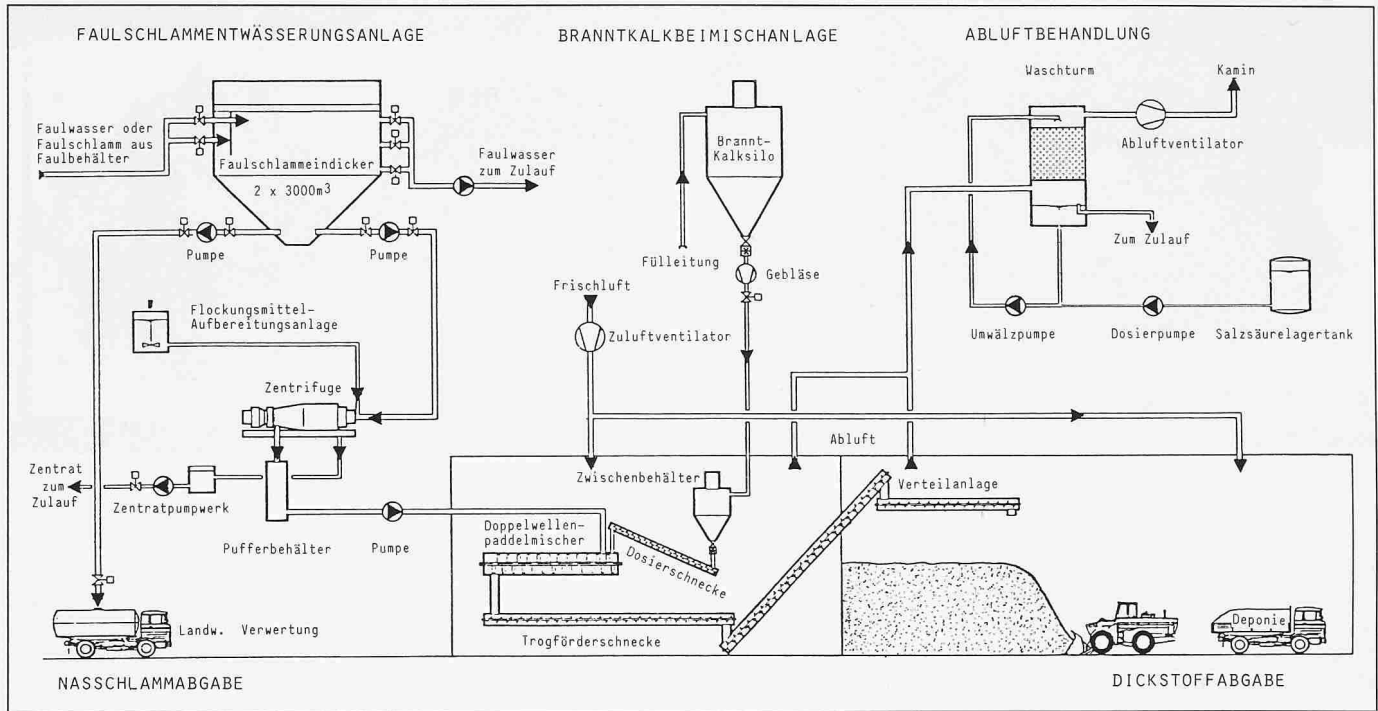 FAULSCHLAMMENTWÄSSERUNGSANLAGE
BRANNTKALKBEIMISCHANLAGE
ABLUFTBEHANDLUNG
Waschturm
Kamin
Faulwasser oder
Faulschlamm aus
Faulbehälter
Faulschlammeindicker
2 x 3000m³
Faulwasser
zum Zulauf
Brannt-
Kalksilo
Abluftventilator
Pumpe
Pumpe
Fülleitung
Gebläse
Zum Zulauf
Frischluft
Flockungsmittel-
Aufbereitungsanlage
Zuluftventilator
Umwälzpumpe
Dosierpumpe
Salzsäurelagertank
Zentrifuge
Abluft
Zentrat
zum
Zulauf
Zwischenbehälter
Verteilanlage
Zentratpumpwerk
Pufferbehälter
Pumpe
Doppelwellen-
paddelmischer
Dosierschnecke
Landw. Verwertung
Trogförderschnecke
Deponie
NASSCHLAMMABGABE
DICKSTOFFABGABE